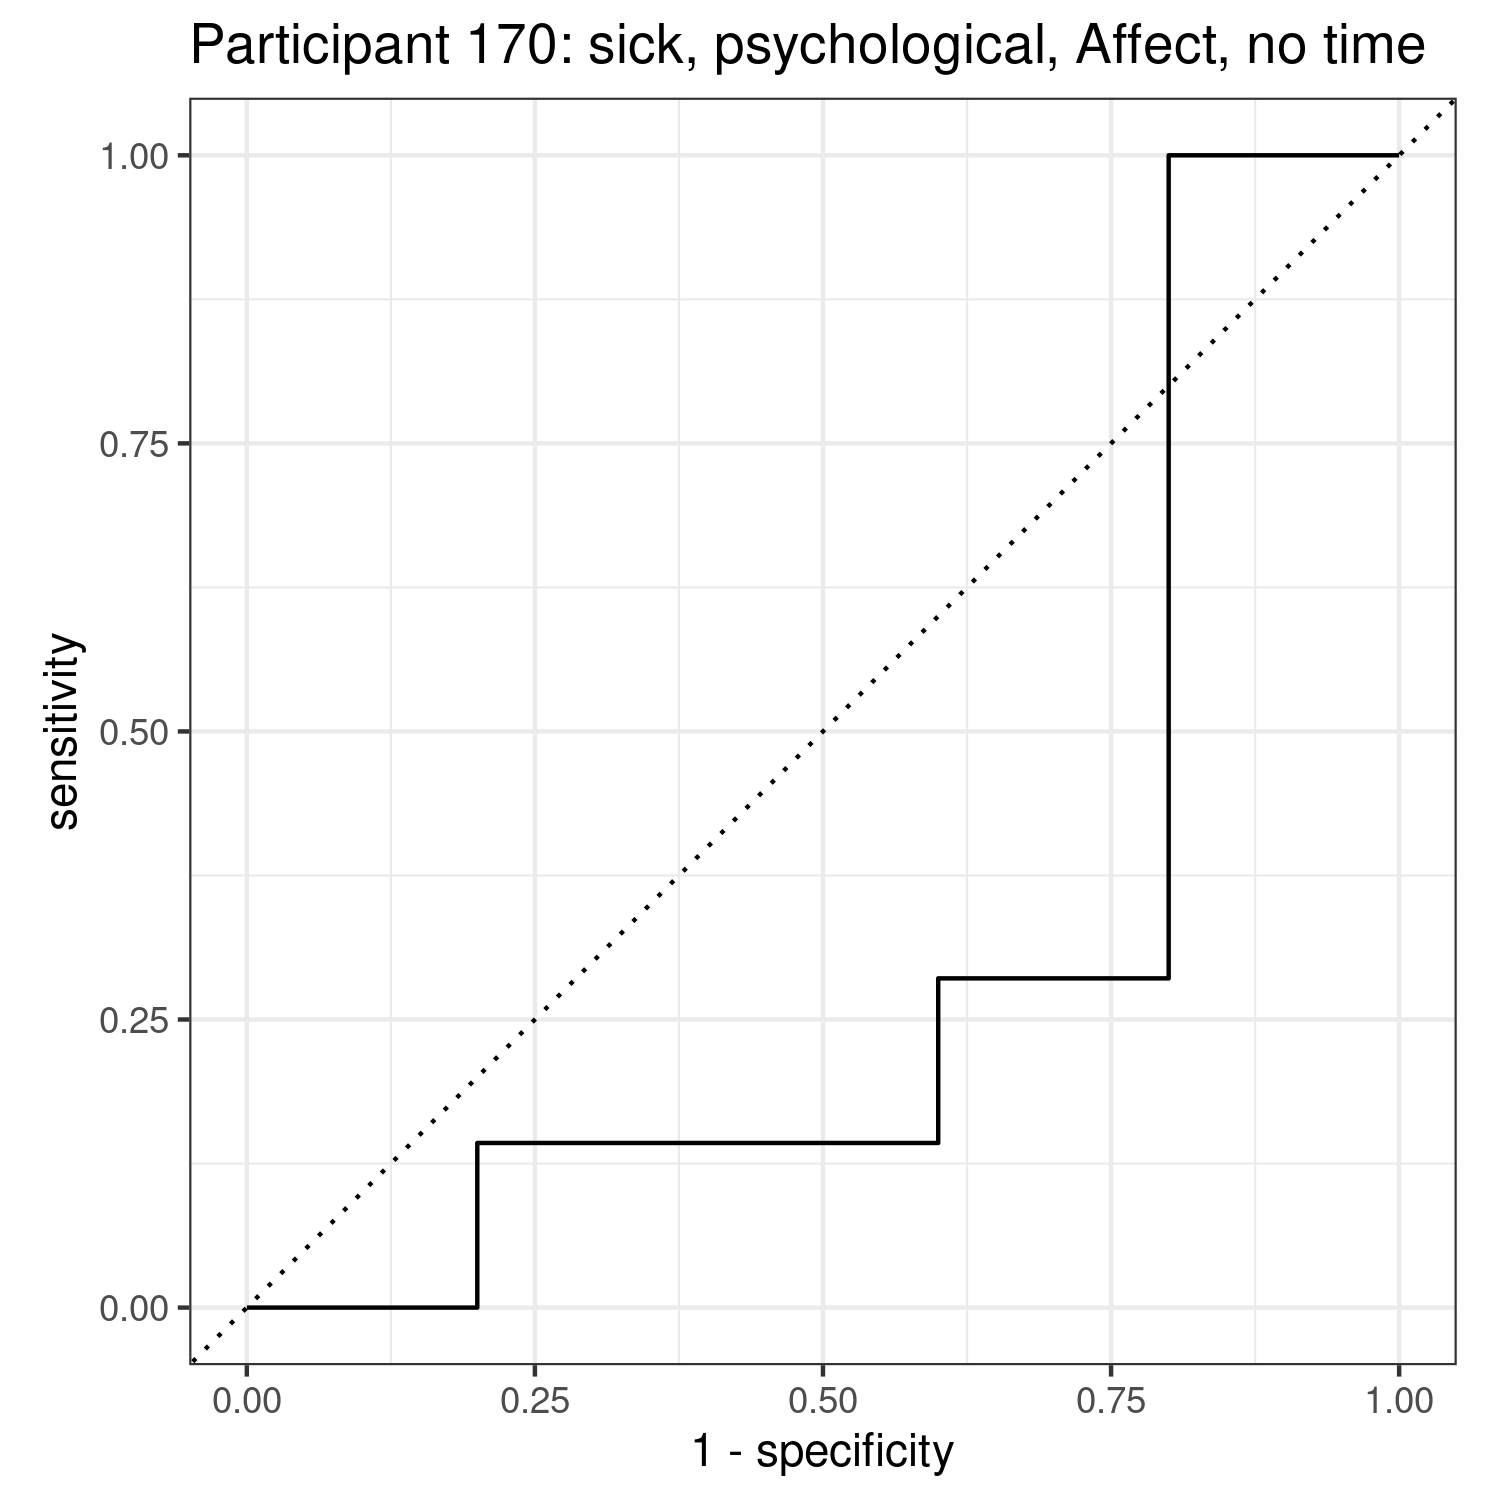 Participant 170: sick, psychological, Affect, no time
1.00
0.75
0.50
0.25
0.00
sensitivity
0.00 0.25 0.50 0.75 1.00
1 - specificity